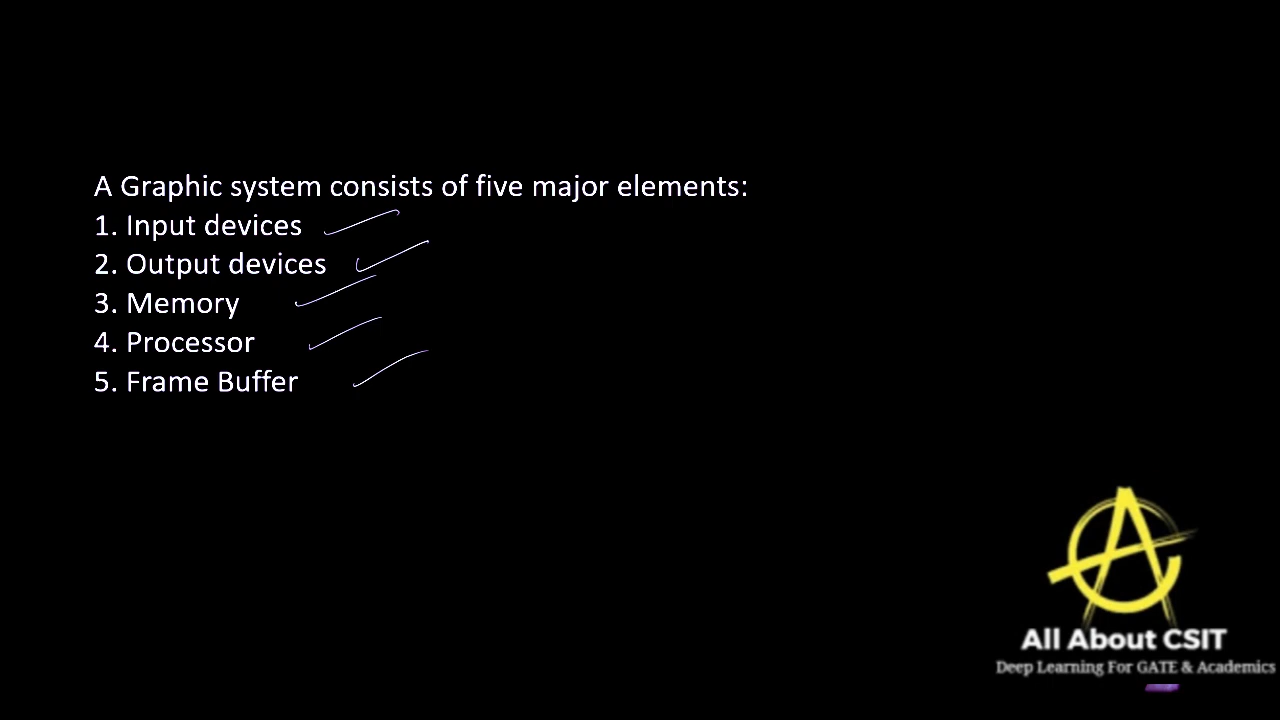 A Graphic system consists of five major elements:
1. Input devices
2. Output devices
3. Memory
4. Processor
5. Frame Buffer
All About CSIT
Deep Learning For GATE & Academics